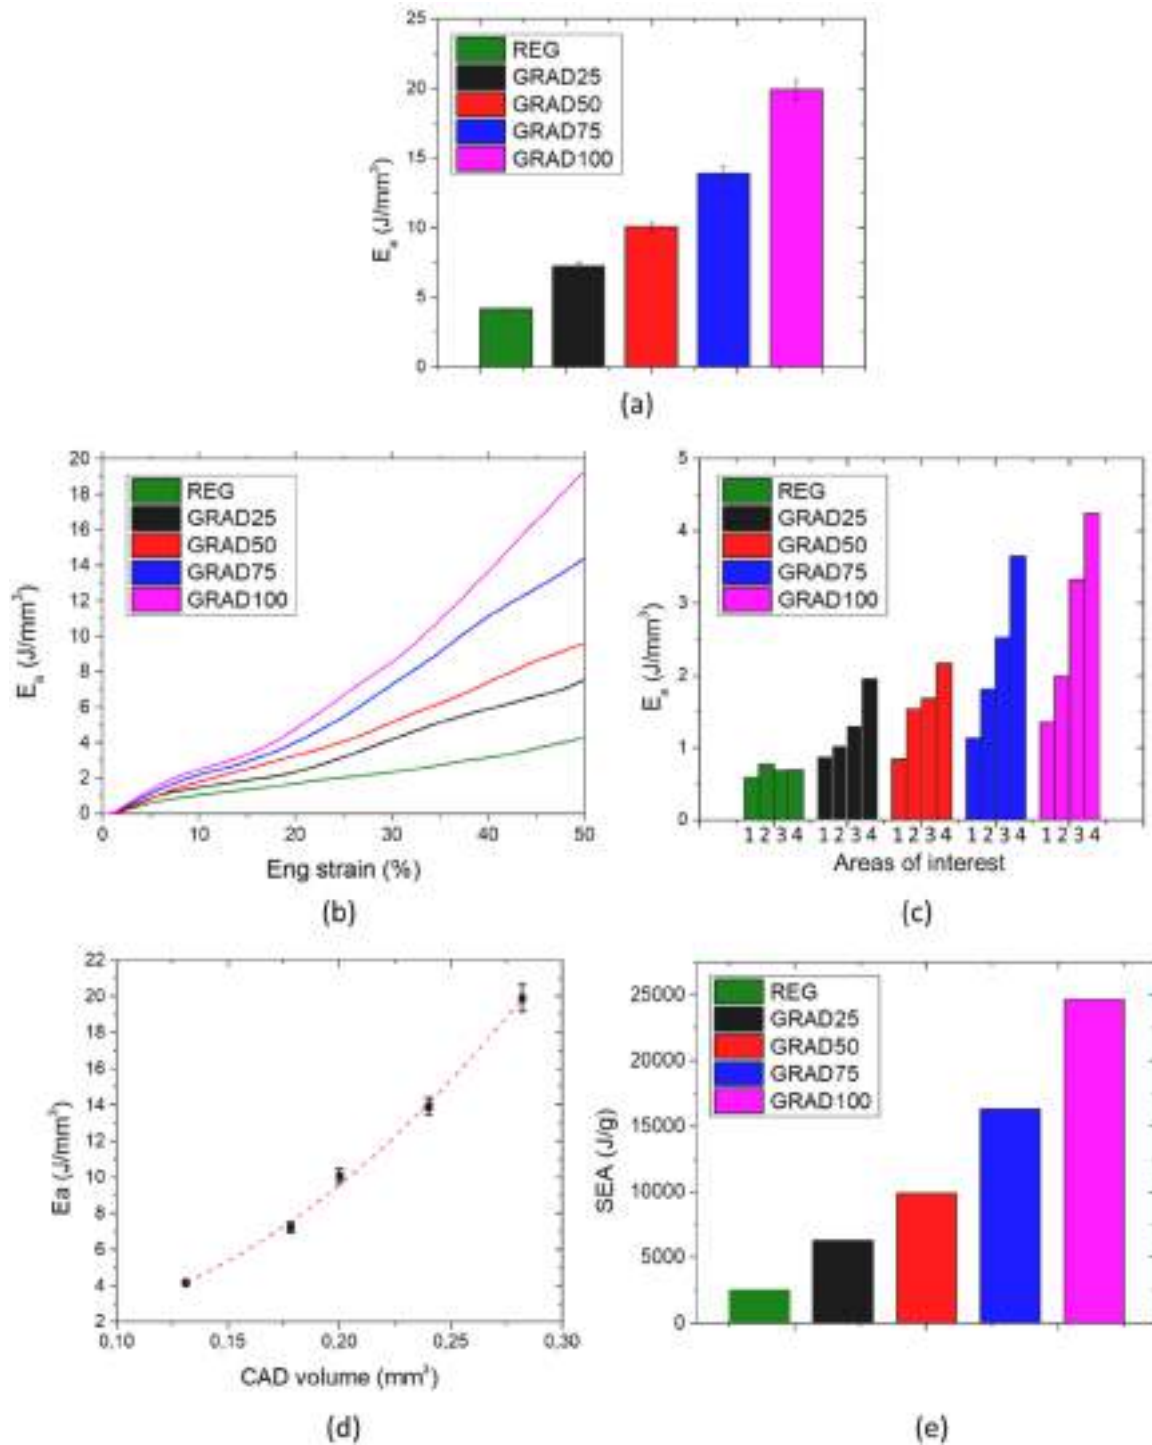 25
20
15
10
5
0
E_a (J/mm³)
REG
GRAD25
GRAD50
GRAD75
GRAD100
(a)
20
18
16
14
12
10
8
6
4
2
0
E_a (J/mm³)
REG
GRAD25
GRAD50
GRAD75
GRAD100
0 10 20 30 40 50
Eng strain (%)
(b)
5
4
3
2
1
0
E_a (J/mm³)
REG
GRAD25
GRAD50
GRAD75
GRAD100
1 2 3 4 1 2 3 4 1 2 3 4 1 2 3 4 1 2 3 4
Areas of interest
(c)
22
20
18
16
14
12
10
8
6
4
2
Ea (J/mm³)
0.10 0.15 0.20 0.25 0.30
CAD volume (mm³)
(d)
25000
20000
15000
10000
5000
0
SEA (J/g)
REG
GRAD25
GRAD50
GRAD75
GRAD100
(e)